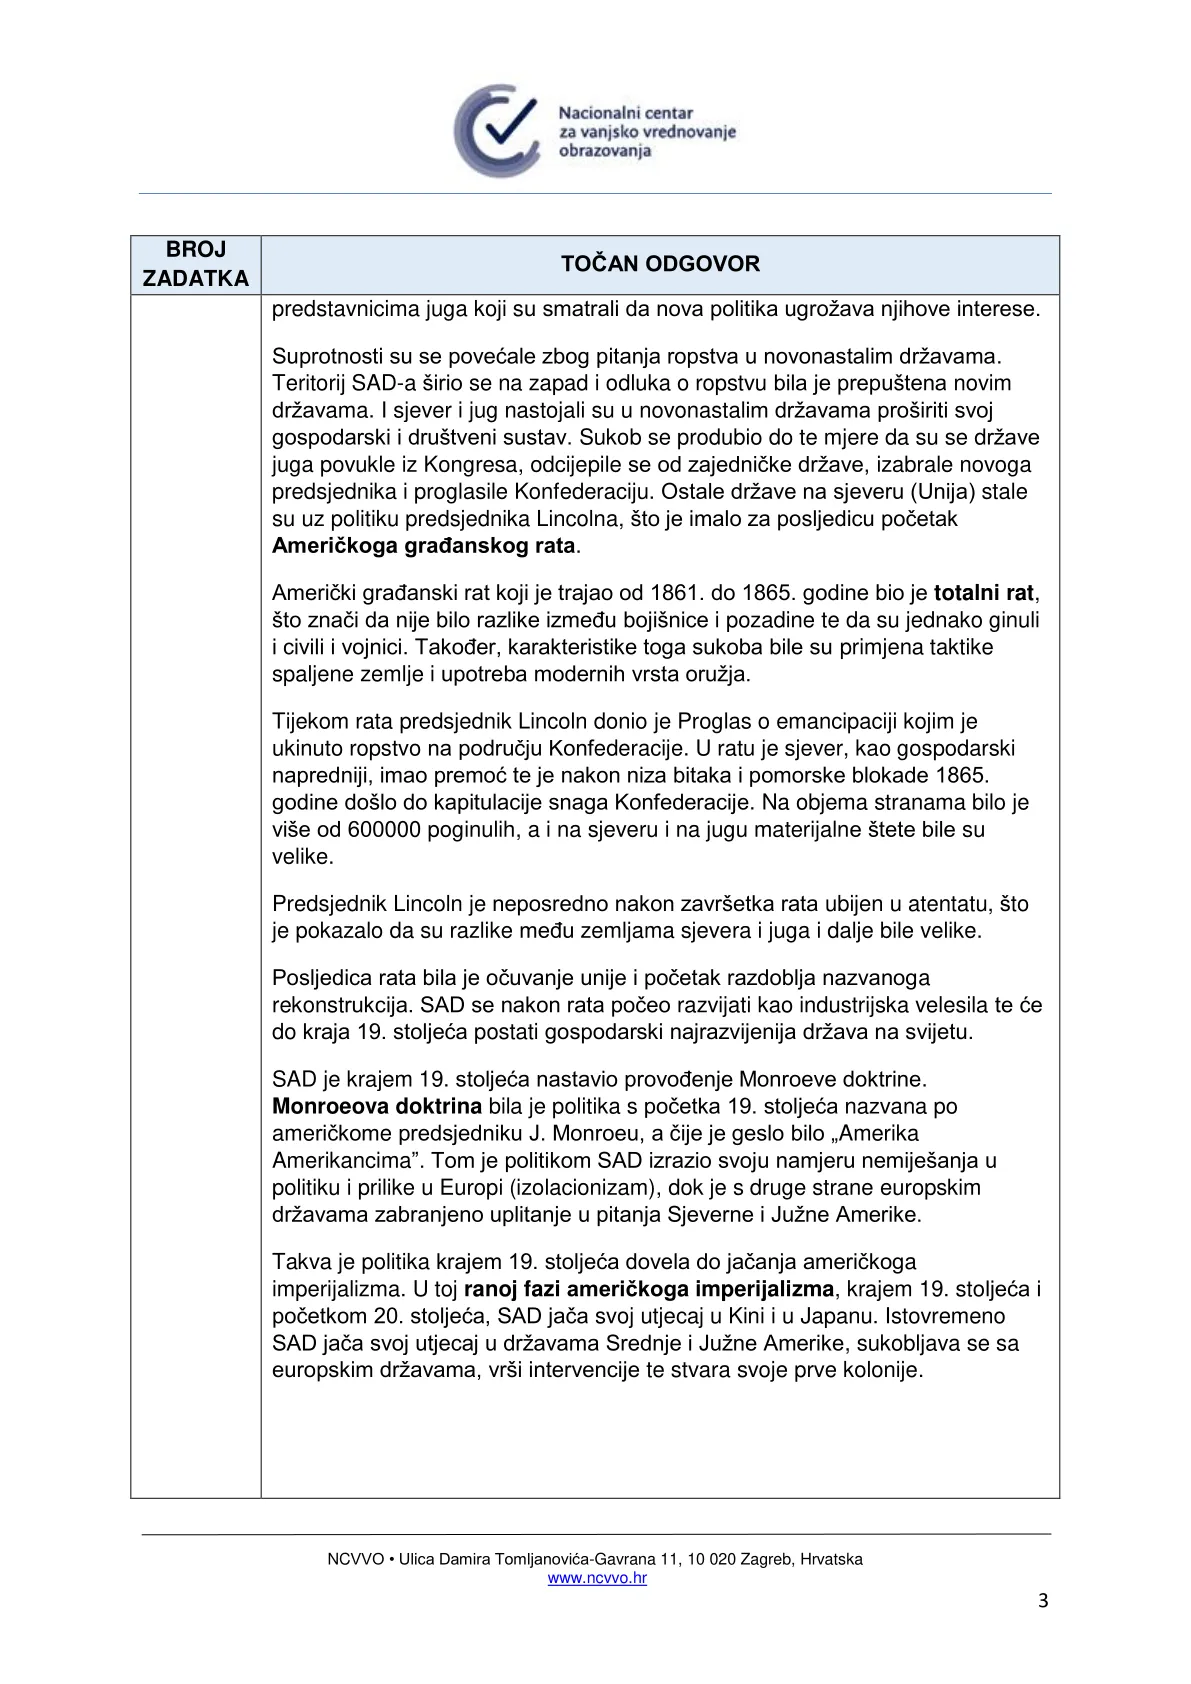 Nacionalni centar
za vanjsko vrednovanje
obrazovanja
BROJ
ZADATKA
TOČAN ODGOVOR
predstavnicima juga koji su smatrali da nova politika ugrožava njihove interese.
Suprotnosti su se povećale zbog pitanja ropstva u novonastalim državama.
Teritorij SAD-a širio se na zapad i odluka o ropstvu bila je prepuštena novim
državama. I sjever i jug nastojali su u novonastalim državama proširiti svoj
gospodarski i društveni sustav. Sukob se produbio do te mjere da su se države
juga povukle iz Kongresa, odcijepile se od zajedničke države, izabrale novoga
predsjednika i proglasile Konfederaciju. Ostale države na sjeveru (Unija) stale
su uz politiku predsjednika Lincolna, što je imalo za posljedicu početak
Američkoga građanskog rata.
Američki građanski rat koji je trajao od 1861. do 1865. godine bio je totalni rat,
što znači da nije bilo razlike između bojišnice i pozadine te da su jednako ginuli
i civili i vojnici. Također, karakteristike toga sukoba bile su primjena taktike
spaljene zemlje i upotreba modernih vrsta oružja.
Tijekom rata predsjednik Lincoln donio je Proglas o emancipaciji kojim je
ukinuto ropstvo na području Konfederacije. U ratu je sjever, kao gospodarski
napredniji, imao premoć te je nakon niza bitaka i pomorske blokade 1865.
godine došlo do kapitulacije snaga Konfederacije. Na objema stranama bilo je
više od 600000 poginulih, a i na sjeveru i na jugu materijalne štete bile su
velike.
Predsjednik Lincoln je neposredno nakon završetka rata ubijen u atentatu, što
je pokazalo da su razlike među zemljama sjevera i juga i dalje bile velike.
Posljedica rata bila je očuvanje unije i početak razdoblja nazvanoga
rekonstrukcija. SAD se nakon rata počeo razvijati kao industrijska velesila te će
do kraja 19. stoljeća postati gospodarski najrazvijenija država na svijetu.
SAD je krajem 19. stoljeća nastavio provođenje Monroeve doktrine.
Monroeova doktrina bila je politika s početka 19. stoljeća nazvana po
američkome predsjedniku J. Monroeu, a čije je geslo bilo „Amerika
Amerikancima”. Tom je politikom SAD izrazio svoju namjeru nemiješanja u
politiku i prilike u Europi (izolacionizam), dok je s druge strane europskim
državama zabranjeno uplitanje u pitanja Sjeverne i Južne Amerike.
Takva je politika krajem 19. stoljeća dovela do jačanja američkoga
imperijalizma. U toj ranoj fazi američkoga imperijalizma, krajem 19. stoljeća i
početkom 20. stoljeća, SAD jača svoj utjecaj u Kini i u Japanu. Istovremeno
SAD jača svoj utjecaj u državama Srednje i Južne Amerike, sukobljava se sa
europskim državama, vrši intervencije te stvara svoje prve kolonije.
NCVVO • Ulica Damira Tomljanovića-Gavrana 11, 10 020 Zagreb, Hrvatska
www.ncvvo.hr
3